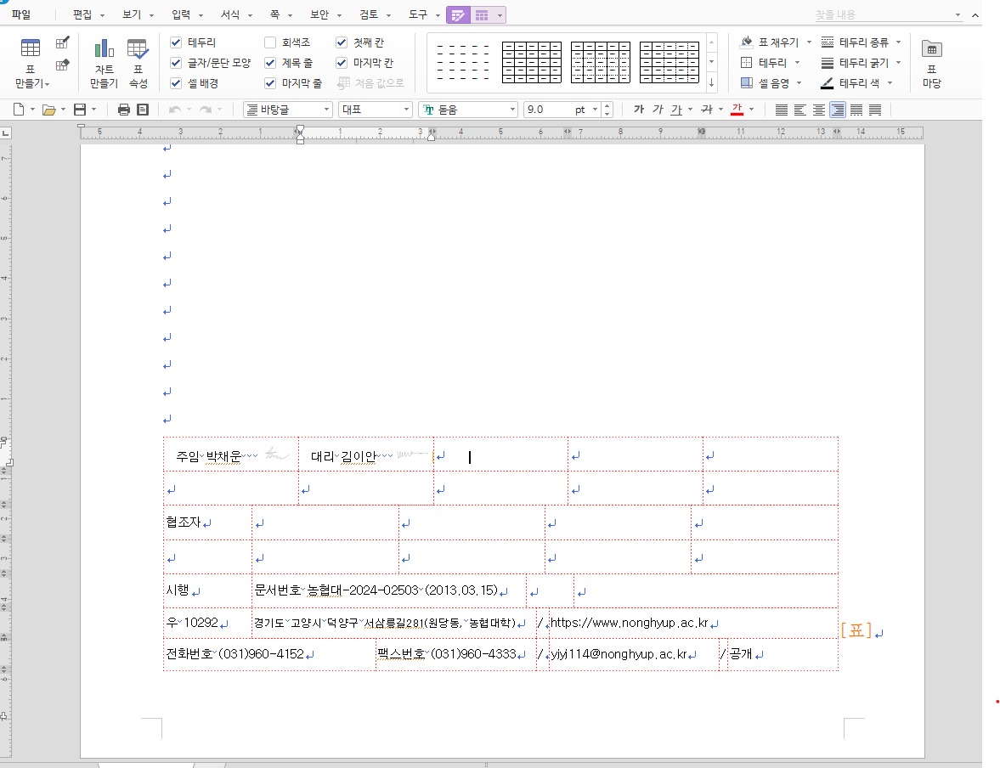 파일 편집 보기 입력 서식 쪽 보안 검토 도구 찾을 내용
표 만들기
차트 만들기
표 속성
테두리 회색조 첫째 칸
글자/문단 모양 제목 줄 마지막 칸
셀 배경 마지막 줄 처음 값으로
표 채우기 테두리 종류
테두리 테두리 굵기
셀 음영 테두리 색
표 마당
바탕글 대표 돋움 9.0 pt 가 가 가 가 가
5 4 3 2 1 1 2 3 4 5 6 7 8 9 10 11 12 13 14 15
주임 박채운 대리 김이안
협조자
시행 문서번호 농협대-2024-02503 (2013.03.15)
우 10292 경기도 고양시 덕양구 서삼릉길281(원당동, 농협대학) / https://www.nonghyup.ac.kr
[표]
전화번호 (031)960-4152 팩스번호 (031)960-4333 / yjyj114@nonghyup.ac.kr / 공개